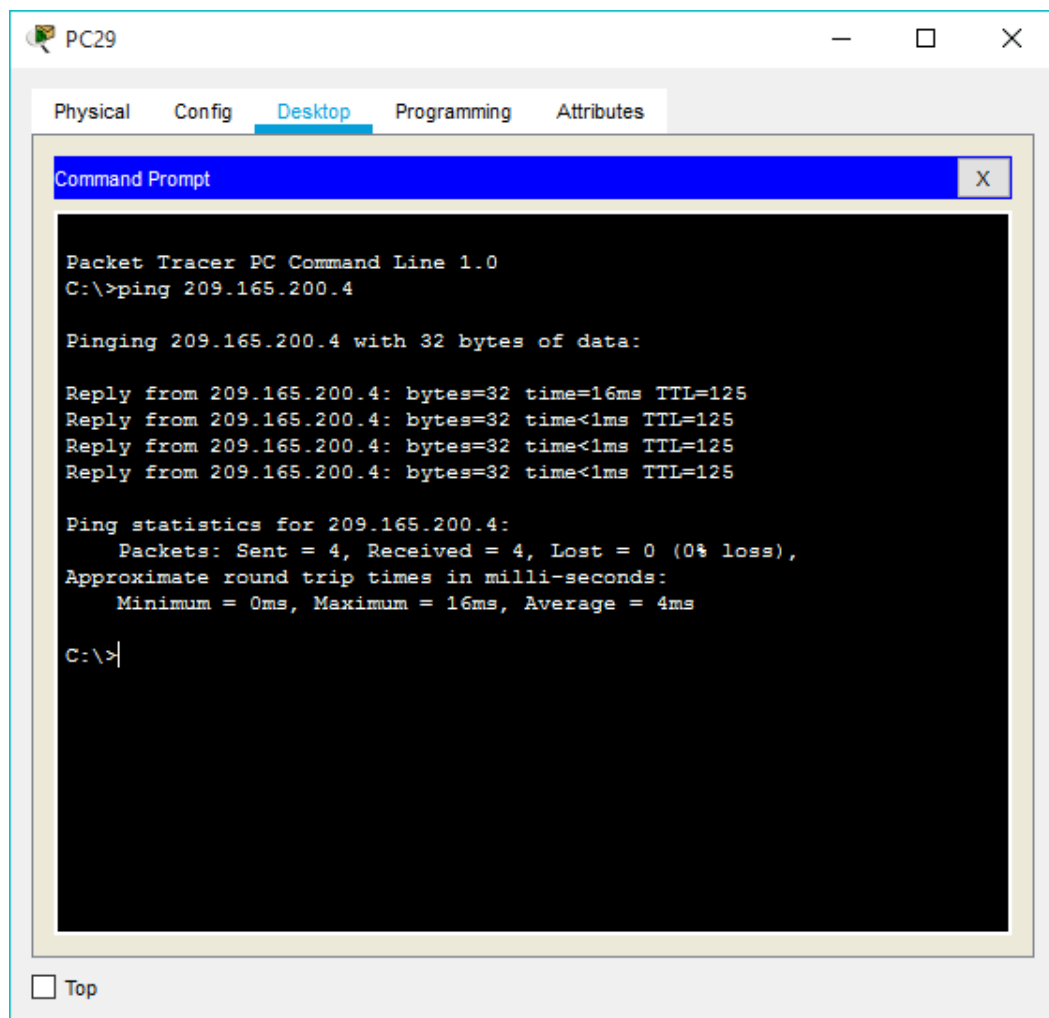 PC29
Physical Config Desktop Programming Attributes
Command Prompt X
Packet Tracer PC Command Line 1.0
C:\>ping 209.165.200.4
Pinging 209.165.200.4 with 32 bytes of data:
Reply from 209.165.200.4: bytes=32 time=16ms TTL=125
Reply from 209.165.200.4: bytes=32 time<1ms TTL=125
Reply from 209.165.200.4: bytes=32 time<1ms TTL=125
Reply from 209.165.200.4: bytes=32 time<1ms TTL=125
Ping statistics for 209.165.200.4:
    Packets: Sent = 4, Received = 4, Lost = 0 (0% loss),
Approximate round trip times in milli-seconds:
    Minimum = 0ms, Maximum = 16ms, Average = 4ms
C:\>
Top